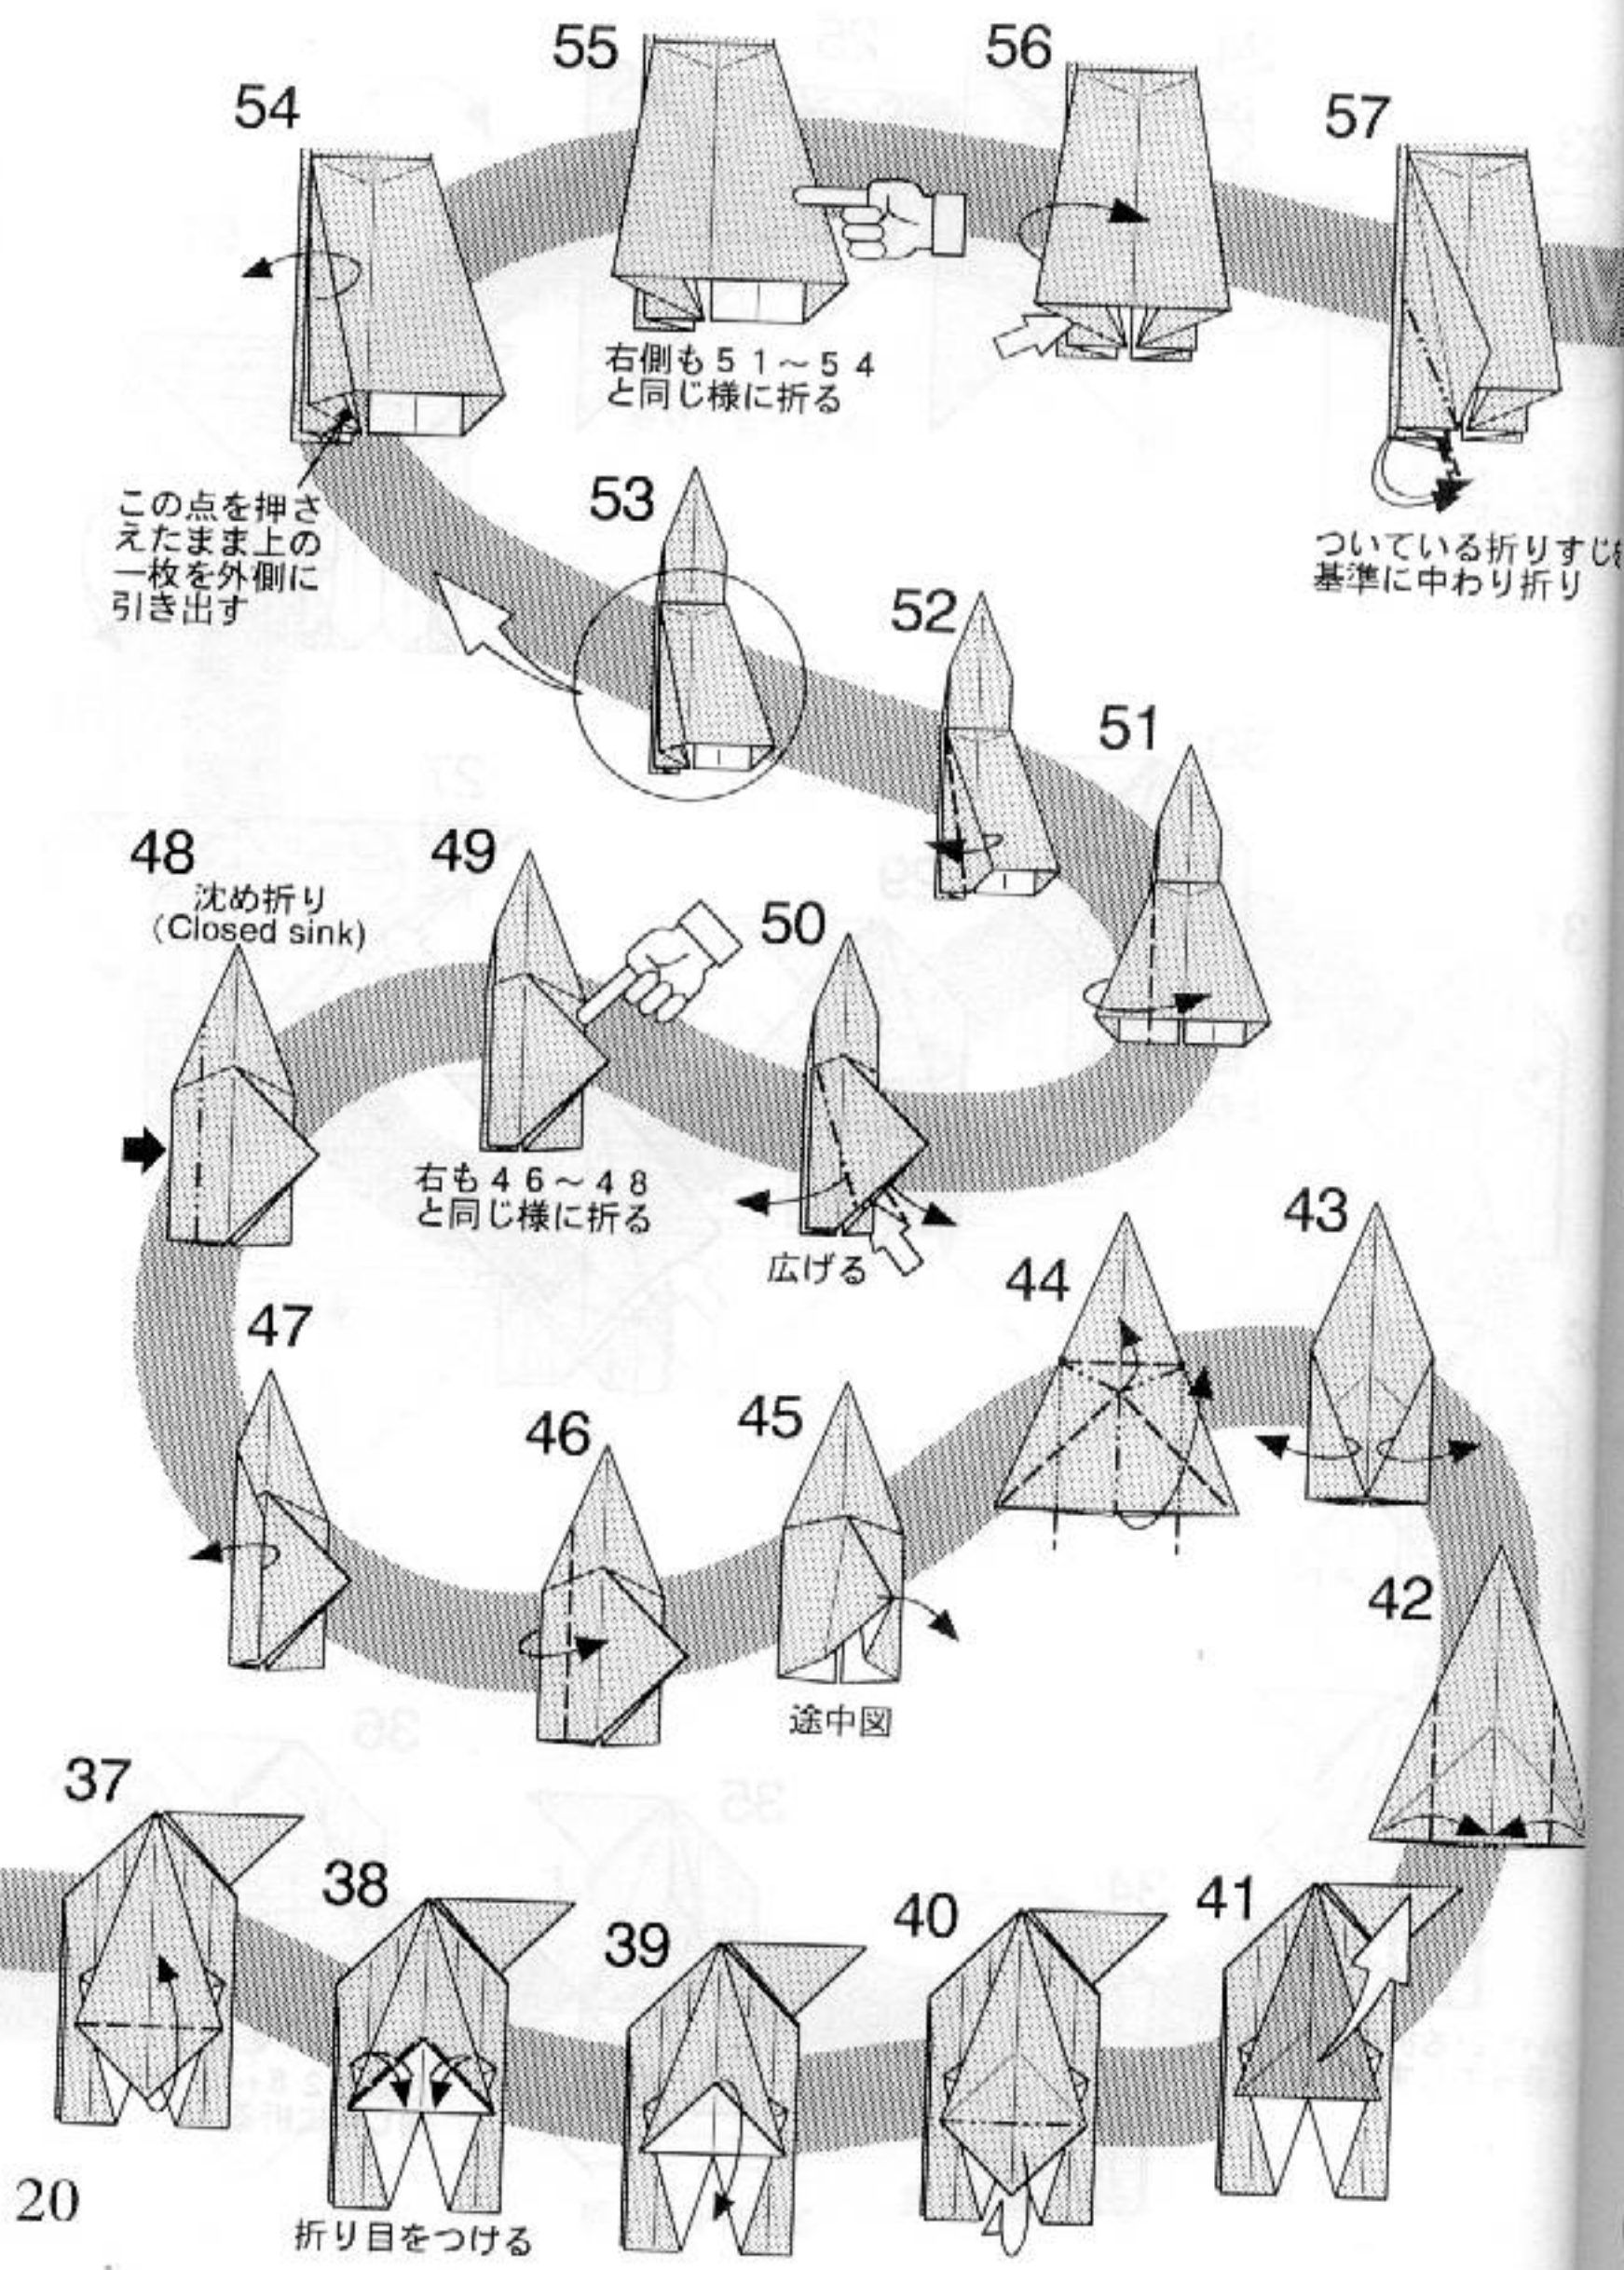 54
55
56
57
右側も51〜54
と同じ様に折る
この点を押さ
えたまま上の
一枚を外側に
引き出す
ついている折りすじを
基準に中わり折り
53
52
51
48
沈め折り
(Closed sink)
49
50
右も46〜48
と同じ様に折る
広げる
47
46
45
途中図
44
43
42
37
38
折り目をつける
39
40
41
20